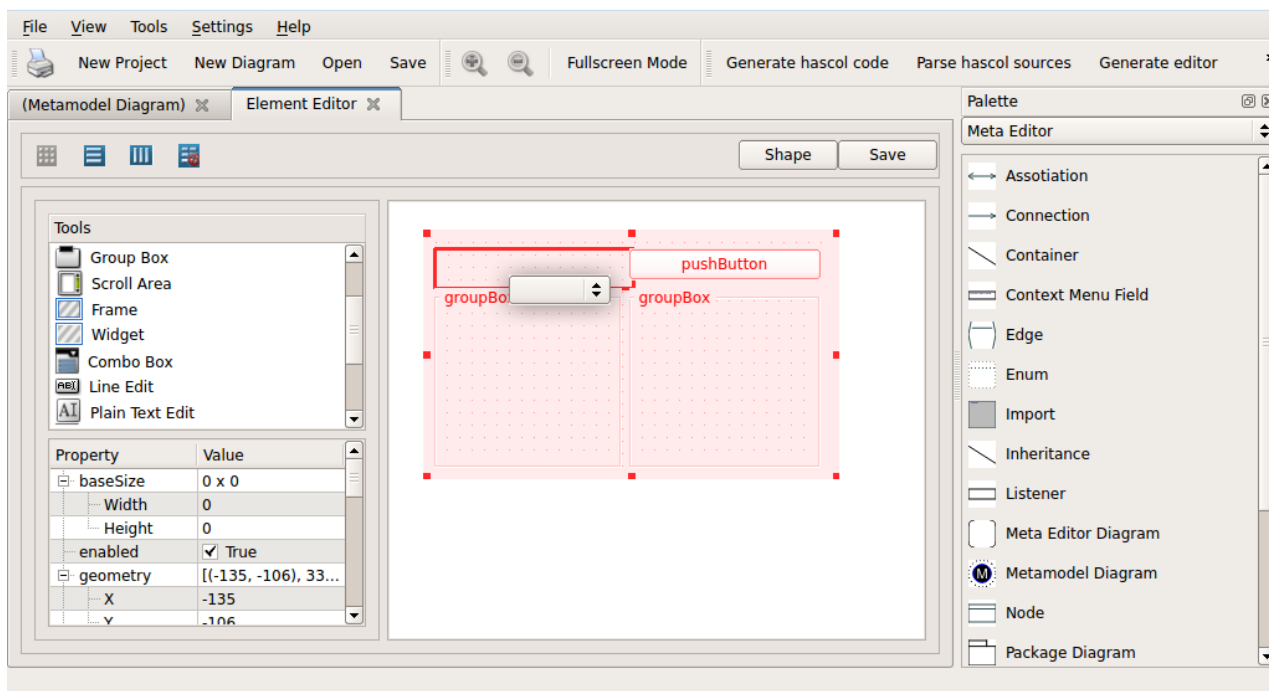 File View Tools Settings Help
New Project New Diagram Open Save Fullscreen Mode Generate hascol code Parse hascol sources Generate editor
(Metamodel Diagram) Element Editor
Palette
Meta Editor
Shape Save
Tools
Group Box
Scroll Area
Frame
Widget
Combo Box
Line Edit
Plain Text Edit
Property Value
baseSize 0 x 0
Width 0
Height 0
enabled True
geometry [(-135, -106), 33...
X -135
Y -106
pushButton
groupBo
groupBox
Assotiation
Connection
Container
Context Menu Field
Edge
Enum
Import
Inheritance
Listener
Meta Editor Diagram
Metamodel Diagram
Node
Package Diagram